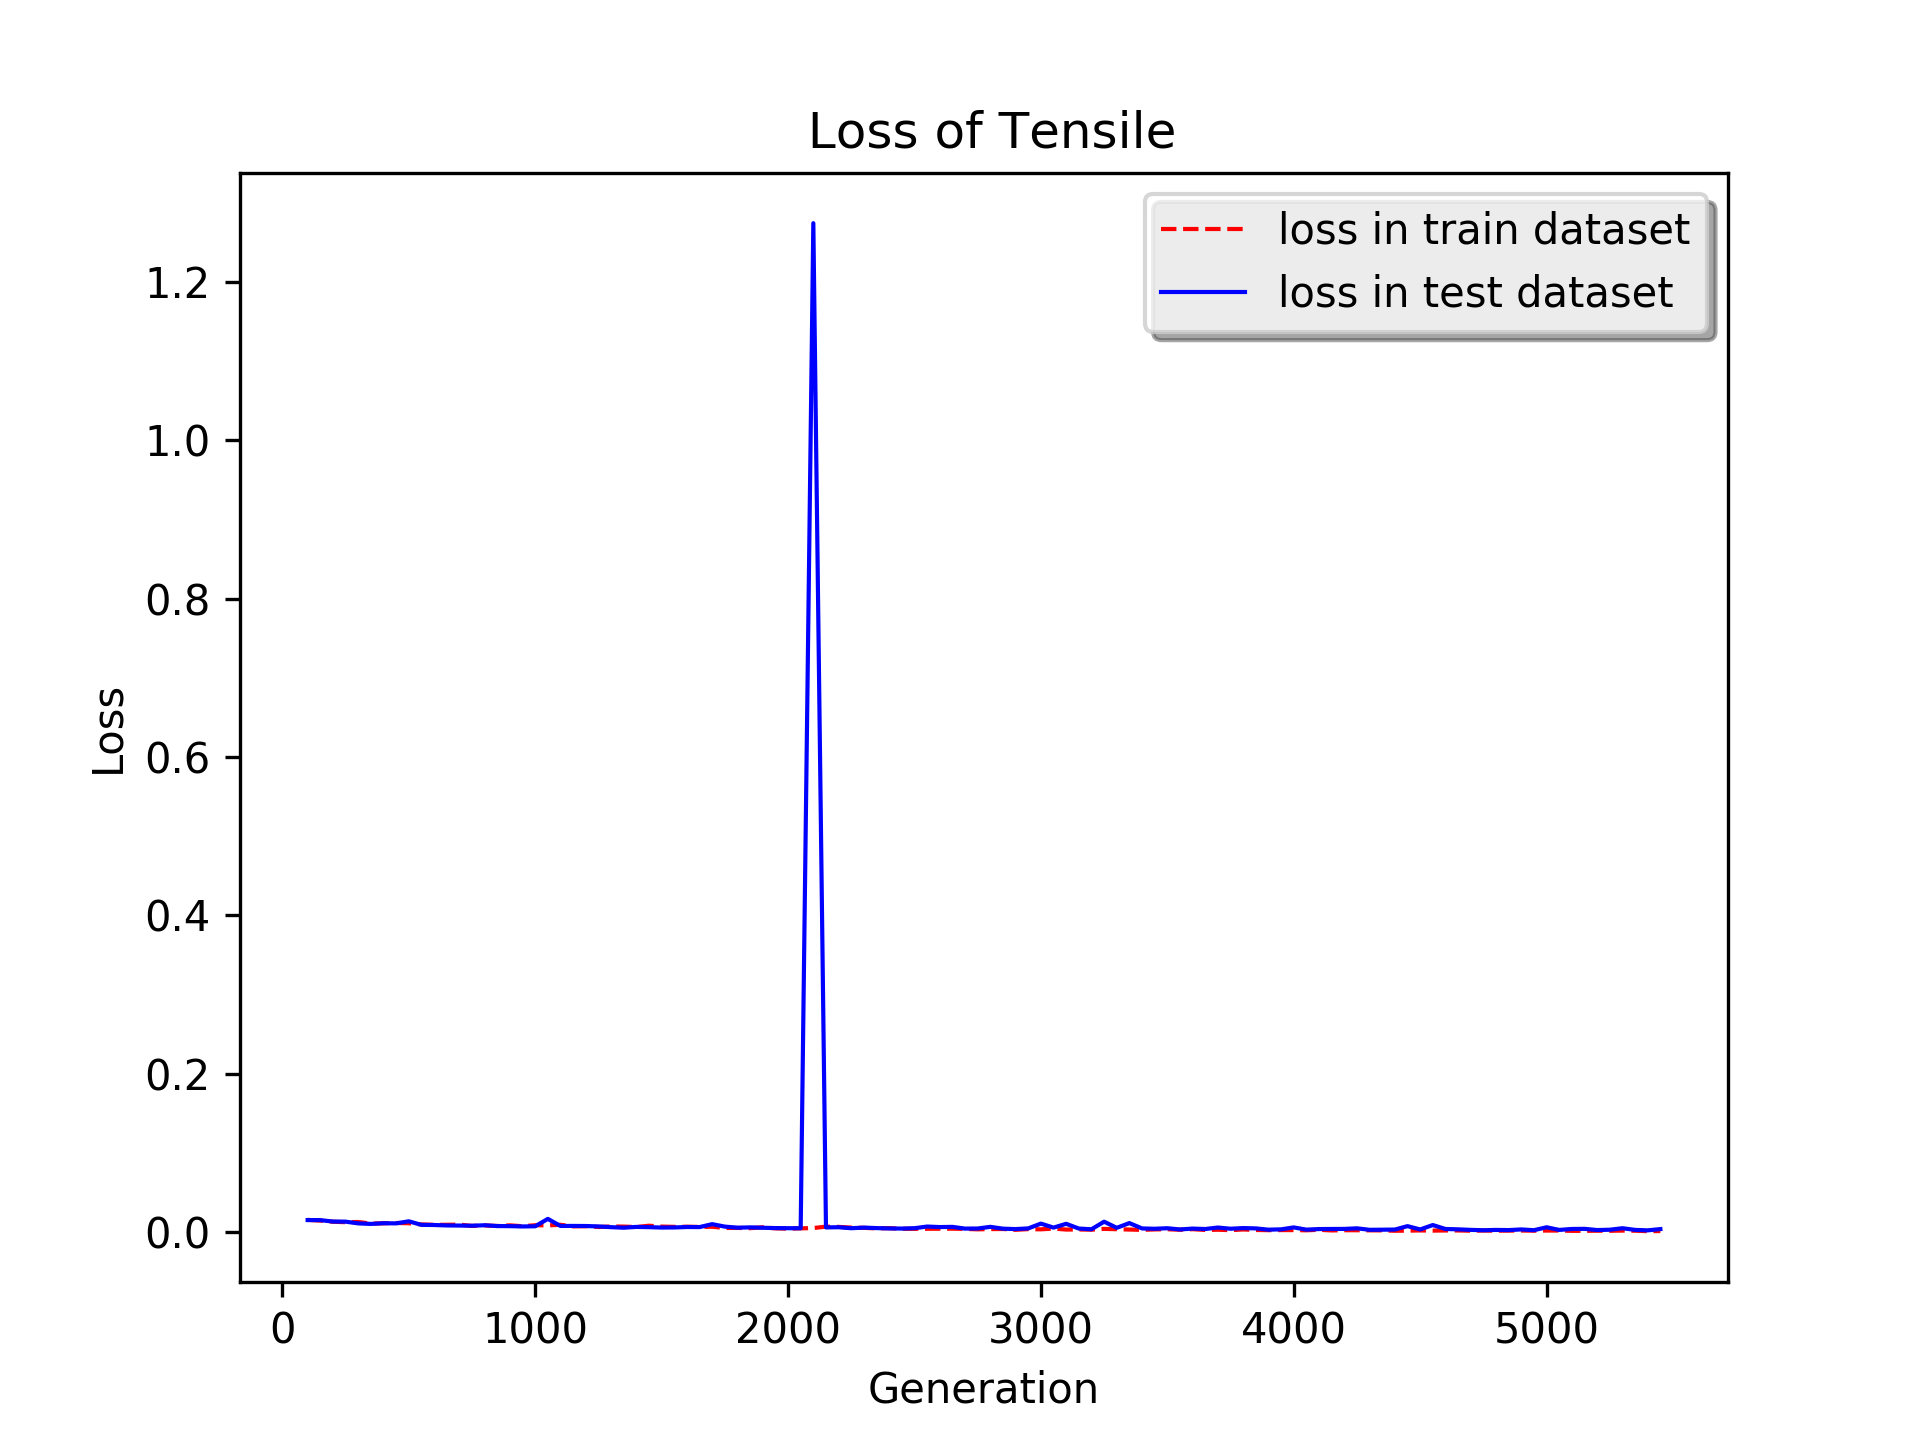 Loss of Tensile
loss in train dataset
loss in test dataset
1.2
1.0
0.8
0.6
0.4
0.2
0.0
Loss
0 1000 2000 3000 4000 5000
Generation